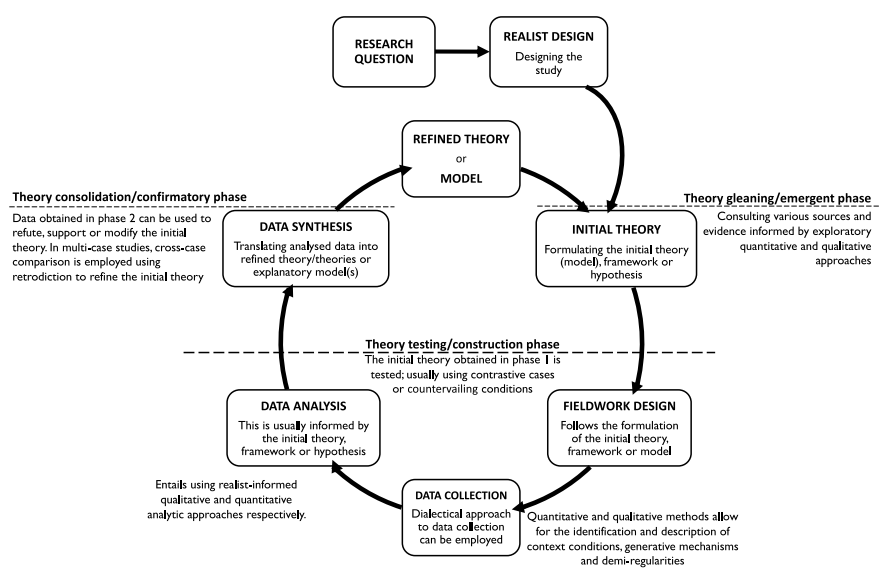 RESEARCH
QUESTION
REALIST DESIGN
Designing the
study
REFINED THEORY
or
MODEL
Theory consolidation/confirmatory phase
Data obtained in phase 2 can be used to
refute, support or modify the initial
theory. In multi-case studies, cross-case
comparison is employed using
retrodiction to refine the initial theory
Theory gleaning/emergent phase
Consulting various sources and
evidence informed by exploratory
quantitative and qualitative
approaches
DATA SYNTHESIS
Translating analysed data into
refined theory/theories or
explanatory model(s)
INITIAL THEORY
Formulating the initial theory
(model), framework or
hypothesis
Theory testing/construction phase
The initial theory obtained in phase 1 is
tested; usually using contrastive cases
or countervailing conditions
DATA ANALYSIS
This is usually informed by
the initial theory,
framework or hypothesis
FIELDWORK DESIGN
Follows the formulation
of the initial theory,
framework or model
Entails using realist-informed
qualitative and quantitative
analytic approaches respectively.
DATA COLLECTION
Dialectical approach
to data collection
can be employed
Quantitative and qualitative methods allow
for the identification and description of
context conditions, generative mechanisms
and demi-regularities